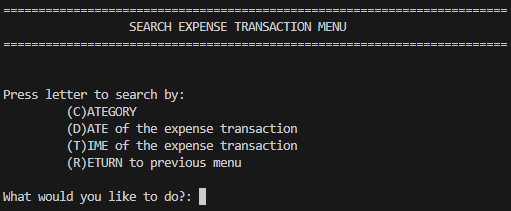 ========================================================================
SEARCH EXPENSE TRANSACTION MENU
========================================================================
Press letter to search by:
(C)ATEGORY
(D)ATE of the expense transaction
(T)IME of the expense transaction
(R)ETURN to previous menu
What would you like to do?: